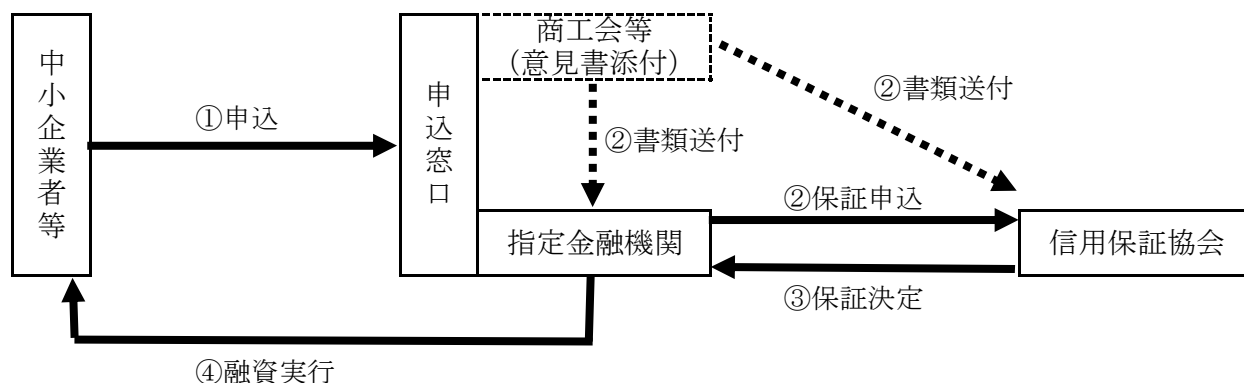 中小企業者等
①申込
申込窓口
商工会等
(意見書添付)
②書類送付
②書類送付
指定金融機関
②保証申込
③保証決定
信用保証協会
④融資実行